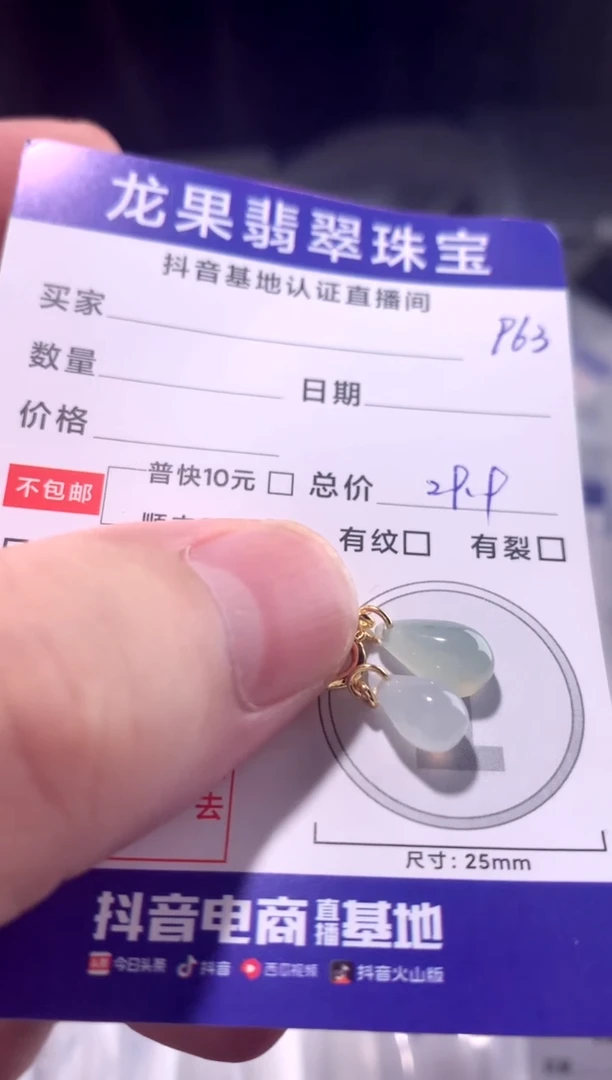 龙果翡翠珠宝
抖音基地认证直播间
买家
P63
数量
日期
价格
不包邮
普快10元
总价
29.9
有纹
有裂
去
尺寸:25mm
抖音电商直播基地
今日头条 抖音 西瓜视频 抖音火山版